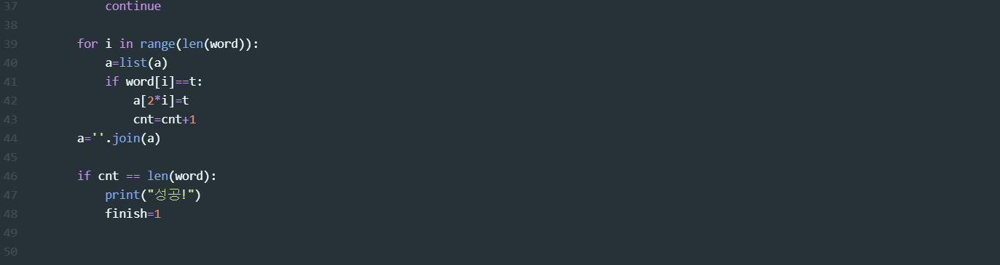 37 continue
38
39 for i in range(len(word)):
40 a=list(a)
41 if word[i]==t:
42 a[2*i]=t
43 cnt=cnt+1
44 a=''.join(a)
45
46 if cnt == len(word):
47 print("성공!")
48 finish=1
49
50